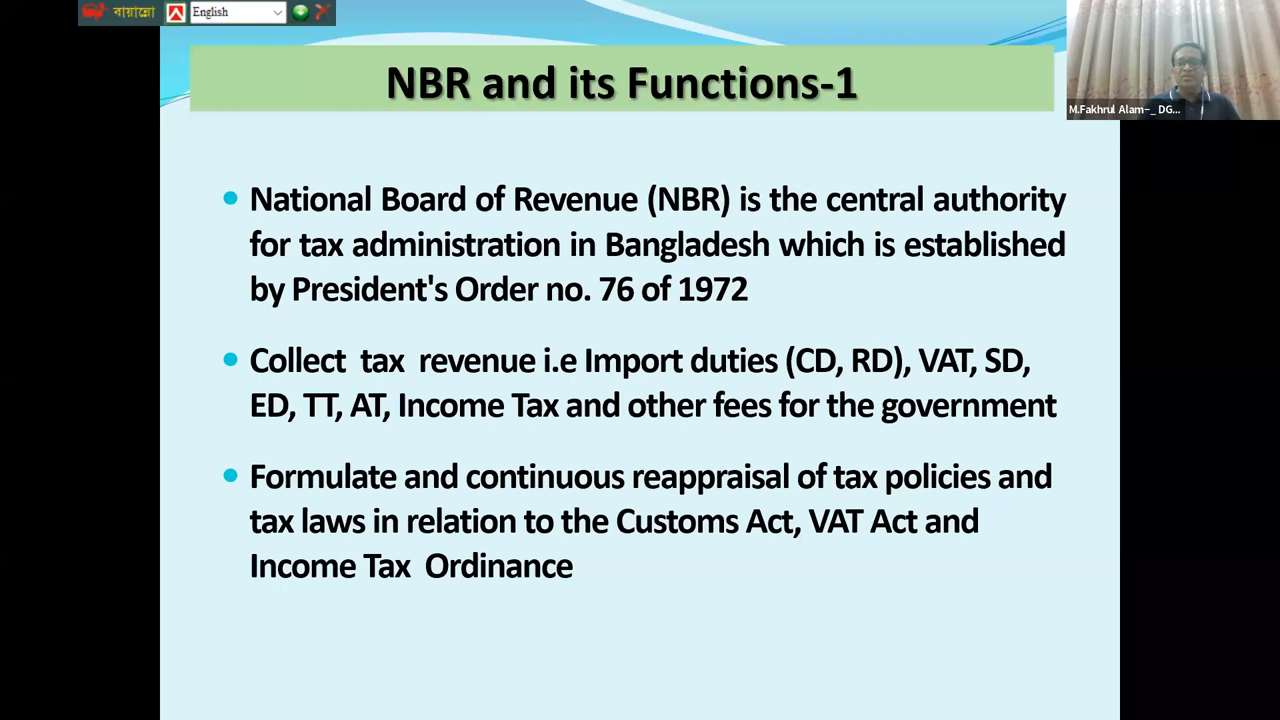 বায়ান্নো
English
NBR and its Functions-1
M.Fakhrul Alam-_ DG...
• National Board of Revenue (NBR) is the central authority
for tax administration in Bangladesh which is established
by President's Order no. 76 of 1972
• Collect tax revenue i.e Import duties (CD, RD), VAT, SD,
ED, TT, AT, Income Tax and other fees for the government
• Formulate and continuous reappraisal of tax policies and
tax laws in relation to the Customs Act, VAT Act and
Income Tax Ordinance